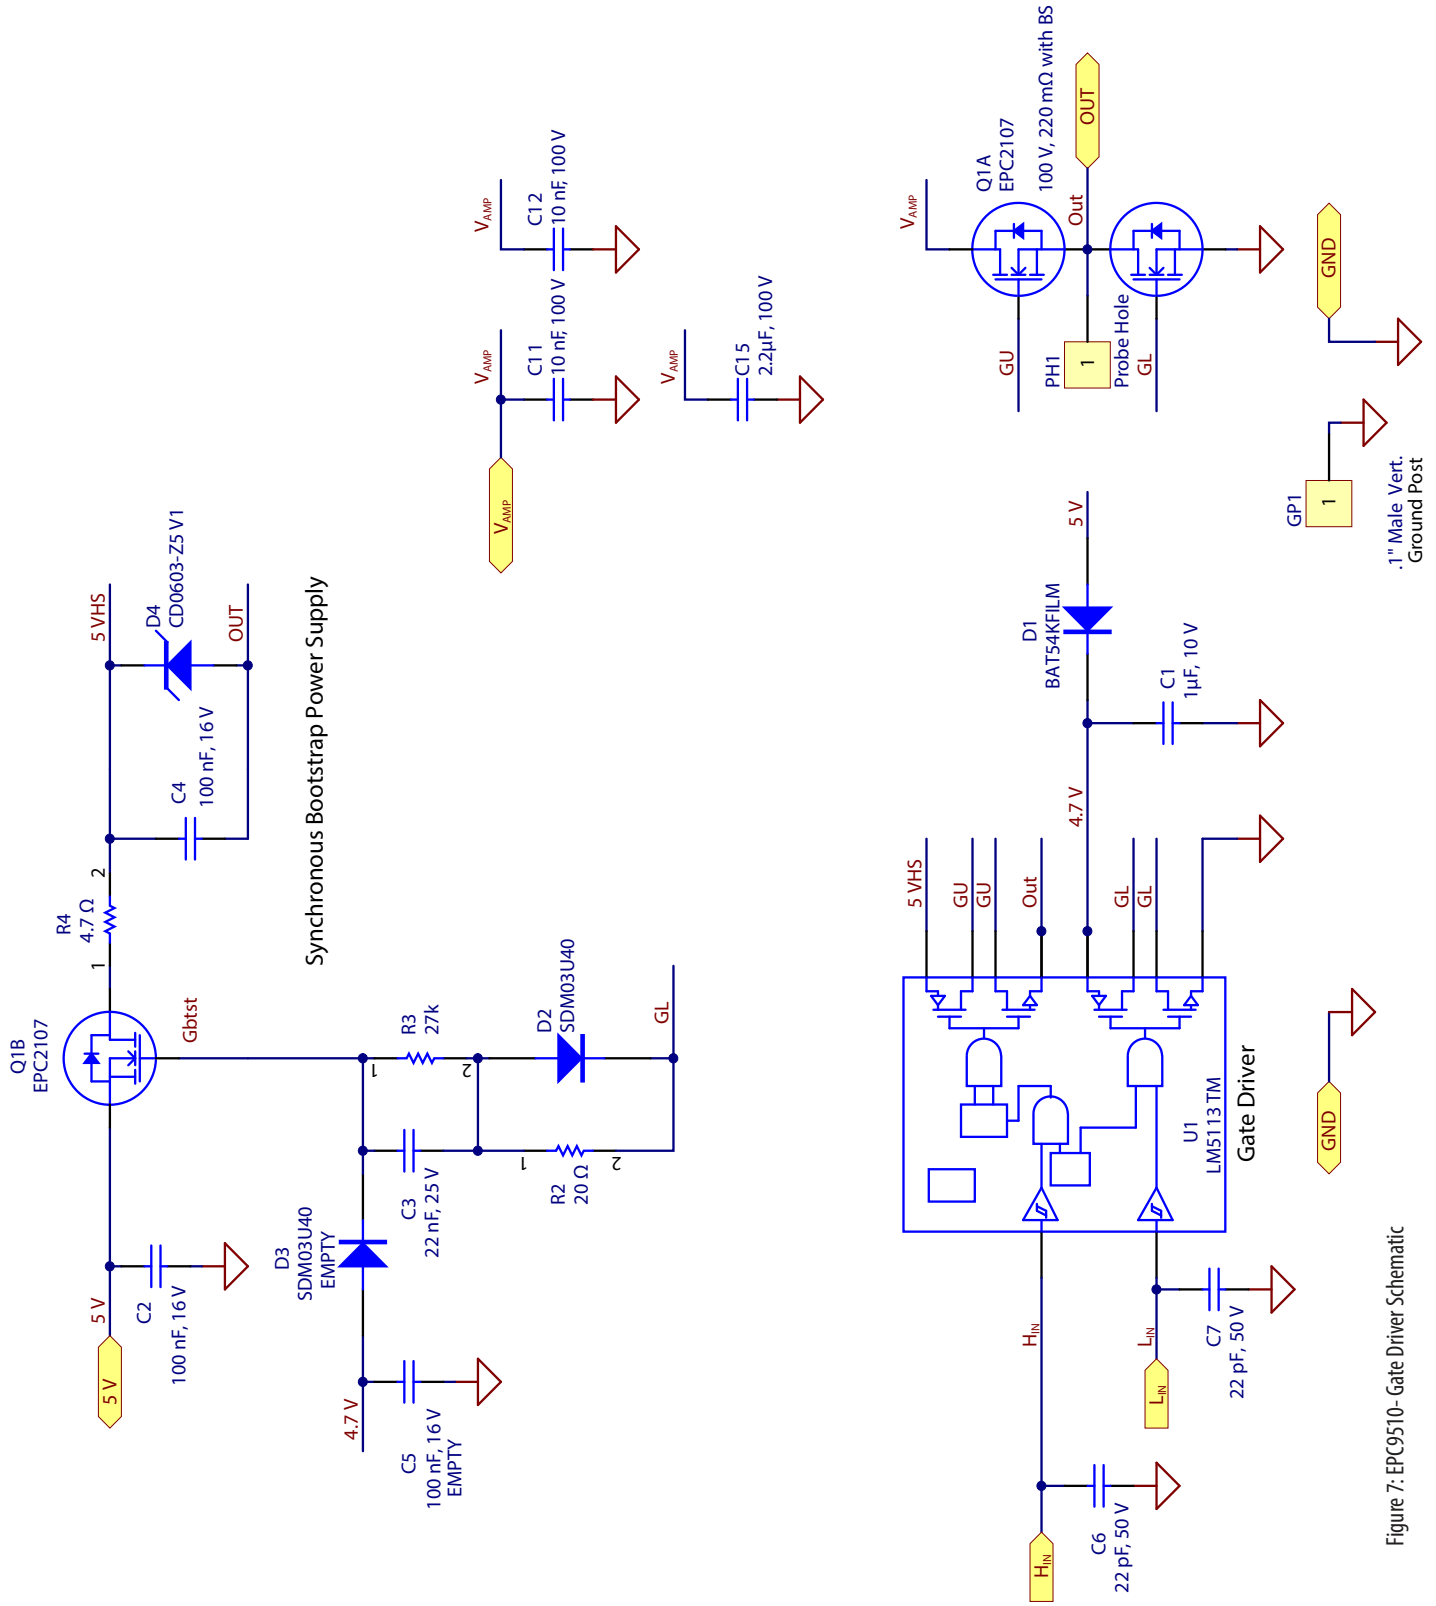 5 V
5 V
C2
100 nF, 16 V
Q1B
EPC2107
Gbtst
1
R4
4.7 Ω
2
C4
100 nF, 16 V
5 VHS
D4
CD0603-Z5 V1
OUT
Synchronous Bootstrap Power Supply
4.7 V
C5
100 nF, 16 V
EMPTY
D3
SDM03U40
EMPTY
C3
22 nF, 25 V
1
R3
27k
2
1
R2
20 Ω
2
D2
SDM03U40
GL
VAMP
VAMP
C11
10 nF, 100 V
VAMP
C12
10 nF, 100 V
VAMP
C15
2.2µF, 100 V
HIN
HIN
C6
22 pF, 50 V
LIN
LIN
C7
22 pF, 50 V
U1
LM5113 TM
Gate Driver
5 VHS
GU
GU
Out
4.7 V
GL
GL
D1
BAT54KFILM
5 V
C1
1µF, 10 V
VAMP
Q1A
EPC2107
100 V, 220 mΩ with BS
GU
PH1
1
Probe Hole
GL
Out
OUT
GND
GND
GP1
1
.1" Male Vert.
Ground Post
Figure 7: EPC9510- Gate Driver Schematic